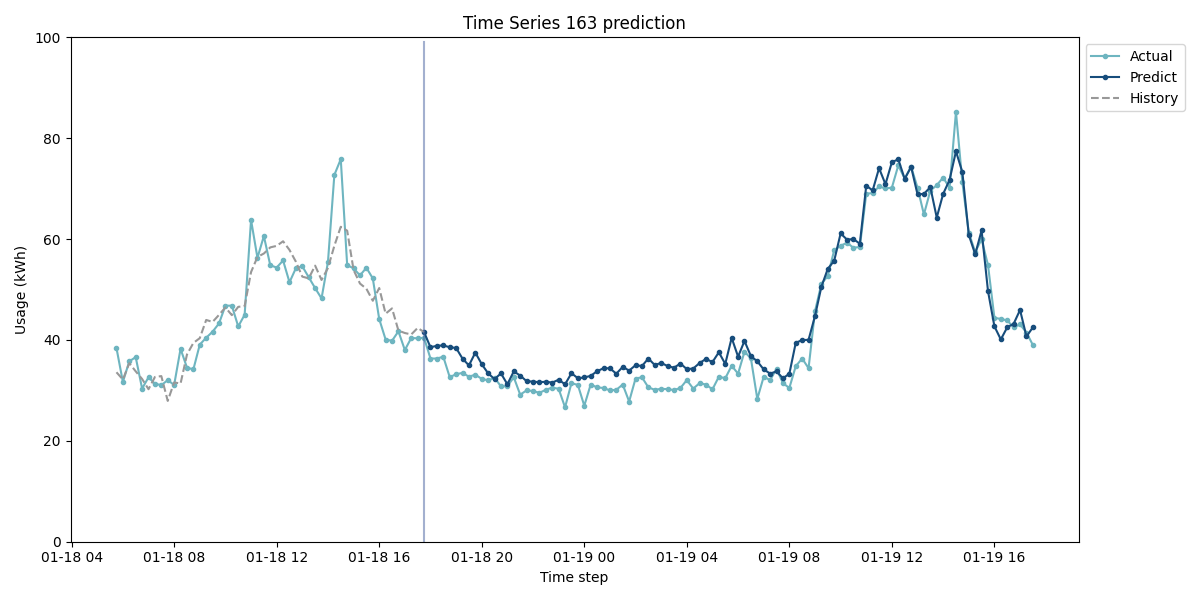 Time Series 163 prediction
Usage (kWh)
100
80
60
40
20
0
01-18 04 01-18 08 01-18 12 01-18 16 01-18 20 01-19 00 01-19 04 01-19 08 01-19 12 01-19 16
Time step
Actual
Predict
History